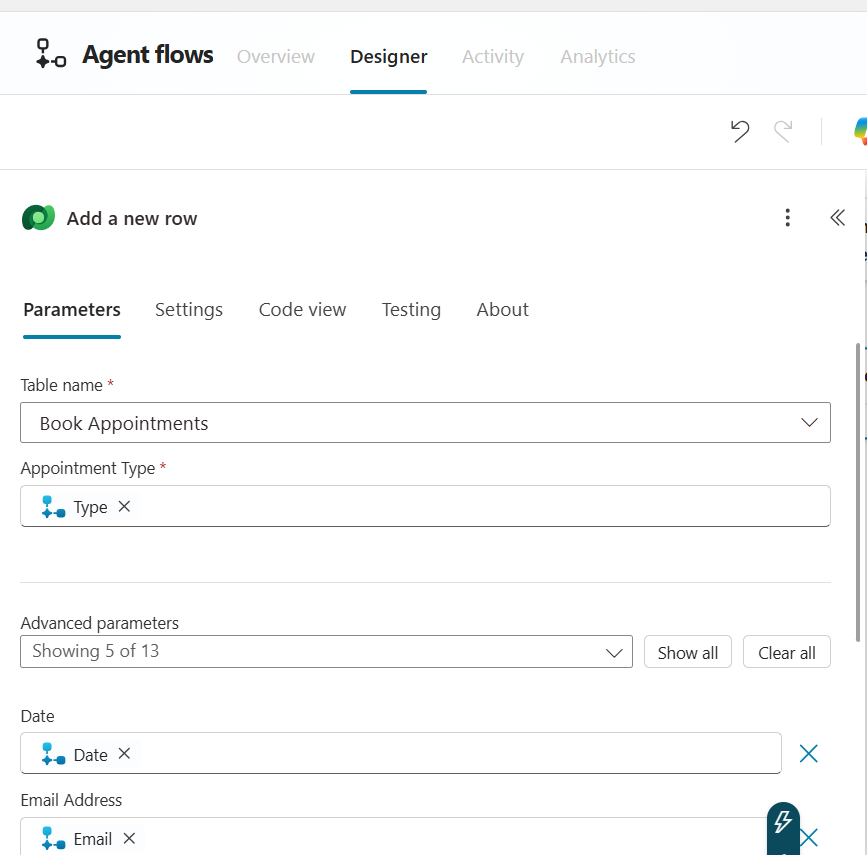 Agent flows Overview Designer Activity Analytics
Add a new row
Parameters Settings Code view Testing About
Table name *
Book Appointments
Appointment Type *
Type
Advanced parameters
Showing 5 of 13 Show all Clear all
Date
Date
Email Address
Email